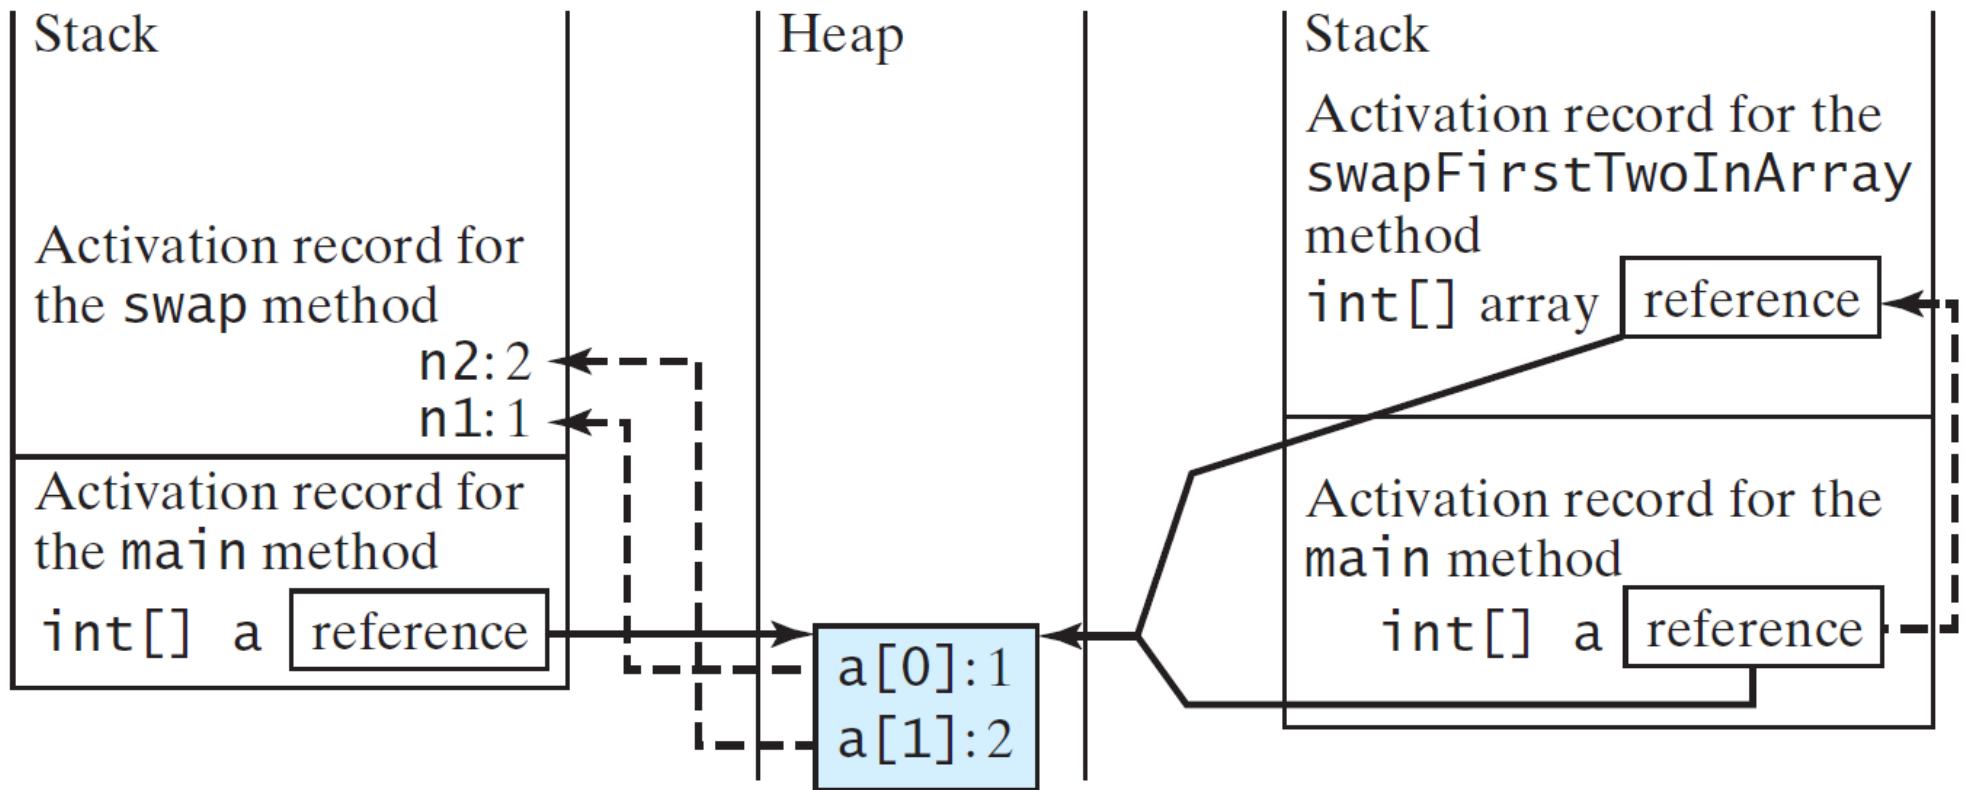 Stack
Activation record for
the swap method
n2: 2
n1: 1
Activation record for
the main method
int[] a reference
Heap
a[0]: 1
a[1]: 2
Stack
Activation record for the
swapFirstTwoInArray
method
int[] array reference
Activation record for the
main method
int[] a reference